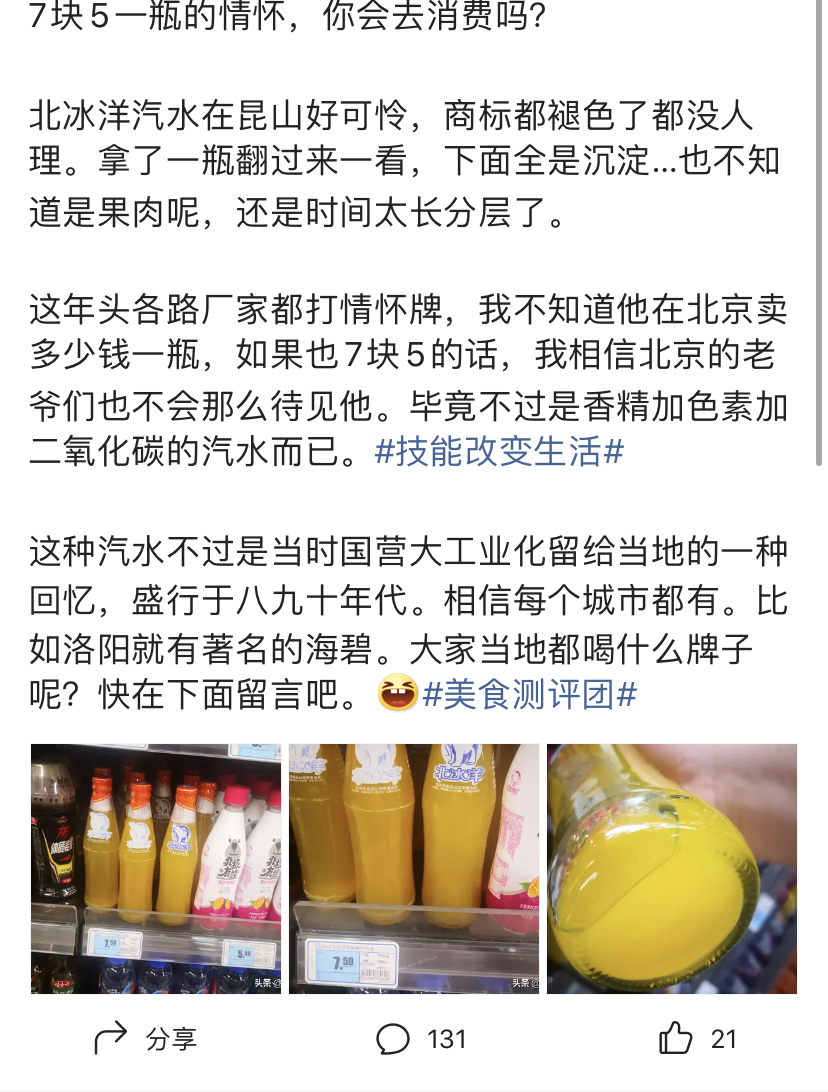 7块5一瓶的情怀，你会去消费吗？
北冰洋汽水在昆山好可怜，商标都褪色了都没人
理。拿了一瓶翻过来一看，下面全是沉淀...也不知
道是果肉呢，还是时间太长分层了。
这年头各路厂家都打情怀牌，我不知道他在北京卖
多少钱一瓶，如果也7块5的话，我相信北京的老
爷们也不会那么待见他。毕竟不过是香精加色素加
二氧化碳的汽水而已。#技能改变生活#
这种汽水不过是当时国营大工业化留给当地的一种
回忆，盛行于八九十年代。相信每个城市都有。比
如洛阳就有著名的海碧。大家当地都喝什么牌子
呢？快在下面留言吧。#美食测评团#
体质能量
7.50
5.50
头条@
北冰洋
7.50
头条@
分享
131
21